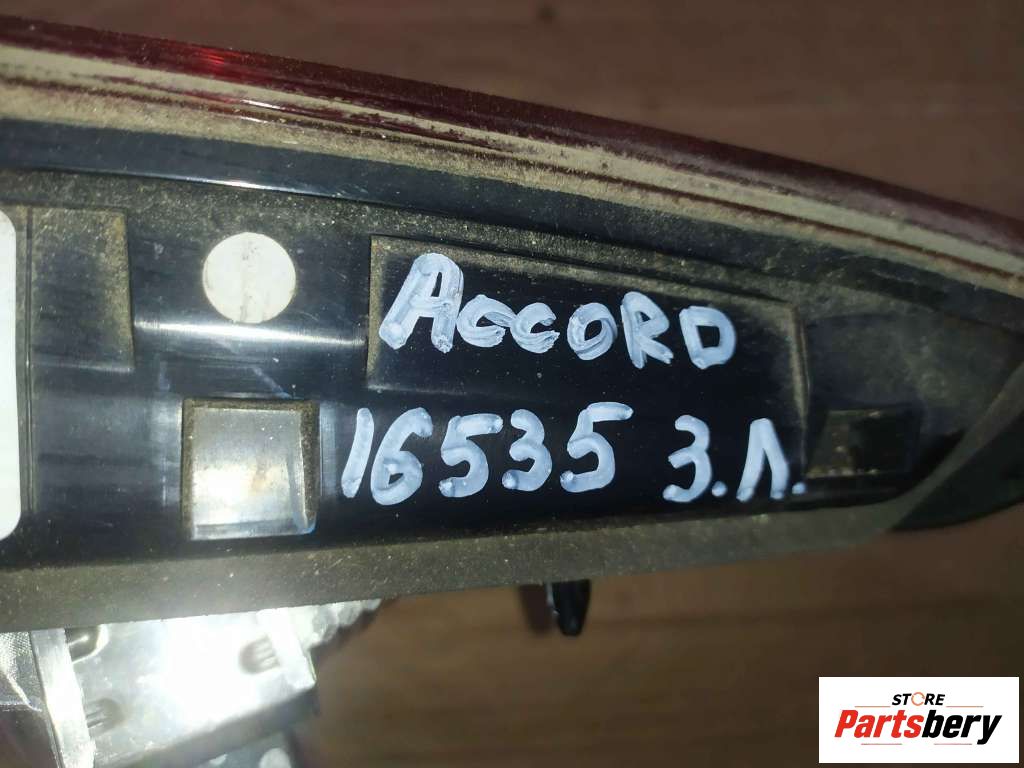 ACCORD
16535 З.Л.
STORE
Partsbery